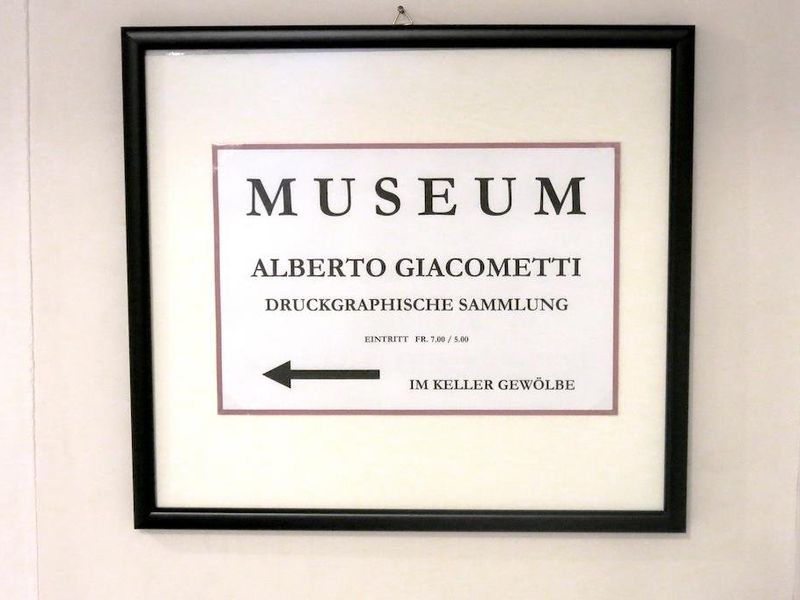 MUSEUM
ALBERTO GIACOMETTI
DRUCKGRAPHISCHE SAMMLUNG
EINTRITT FR. 7.00 / 5.00
IM KELLER GEWÖLBE